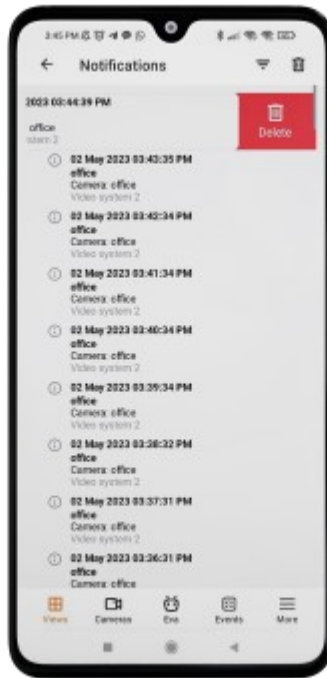 3:45 PM
Notifications
2023 03:44:39 PM
office
stem 2
Delete
02 May 2023 03:43:35 PM
office
Camera: office
Video system 2
02 May 2023 03:42:34 PM
office
Camera: office
Video system 2
02 May 2023 03:41:34 PM
office
Camera: office
Video system 2
02 May 2023 03:40:34 PM
office
Camera: office
Video system 2
02 May 2023 03:39:34 PM
office
Camera: office
Video system 2
02 May 2023 03:38:32 PM
office
Camera: office
Video system 2
02 May 2023 03:37:31 PM
office
Camera: office
Video system 2
02 May 2023 03:36:31 PM
office
Camera: office
Views Cameras Eva Events More